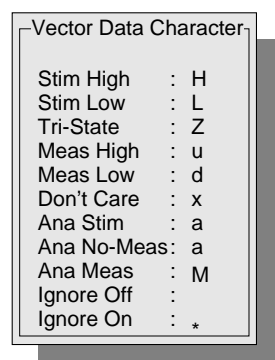 Vector Data Character
Stim High : H
Stim Low : L
Tri-State : Z
Meas High : u
Meas Low : d
Don't Care : x
Ana Stim : a
Ana No-Meas: a
Ana Meas : M
Ignore Off :
Ignore On : *